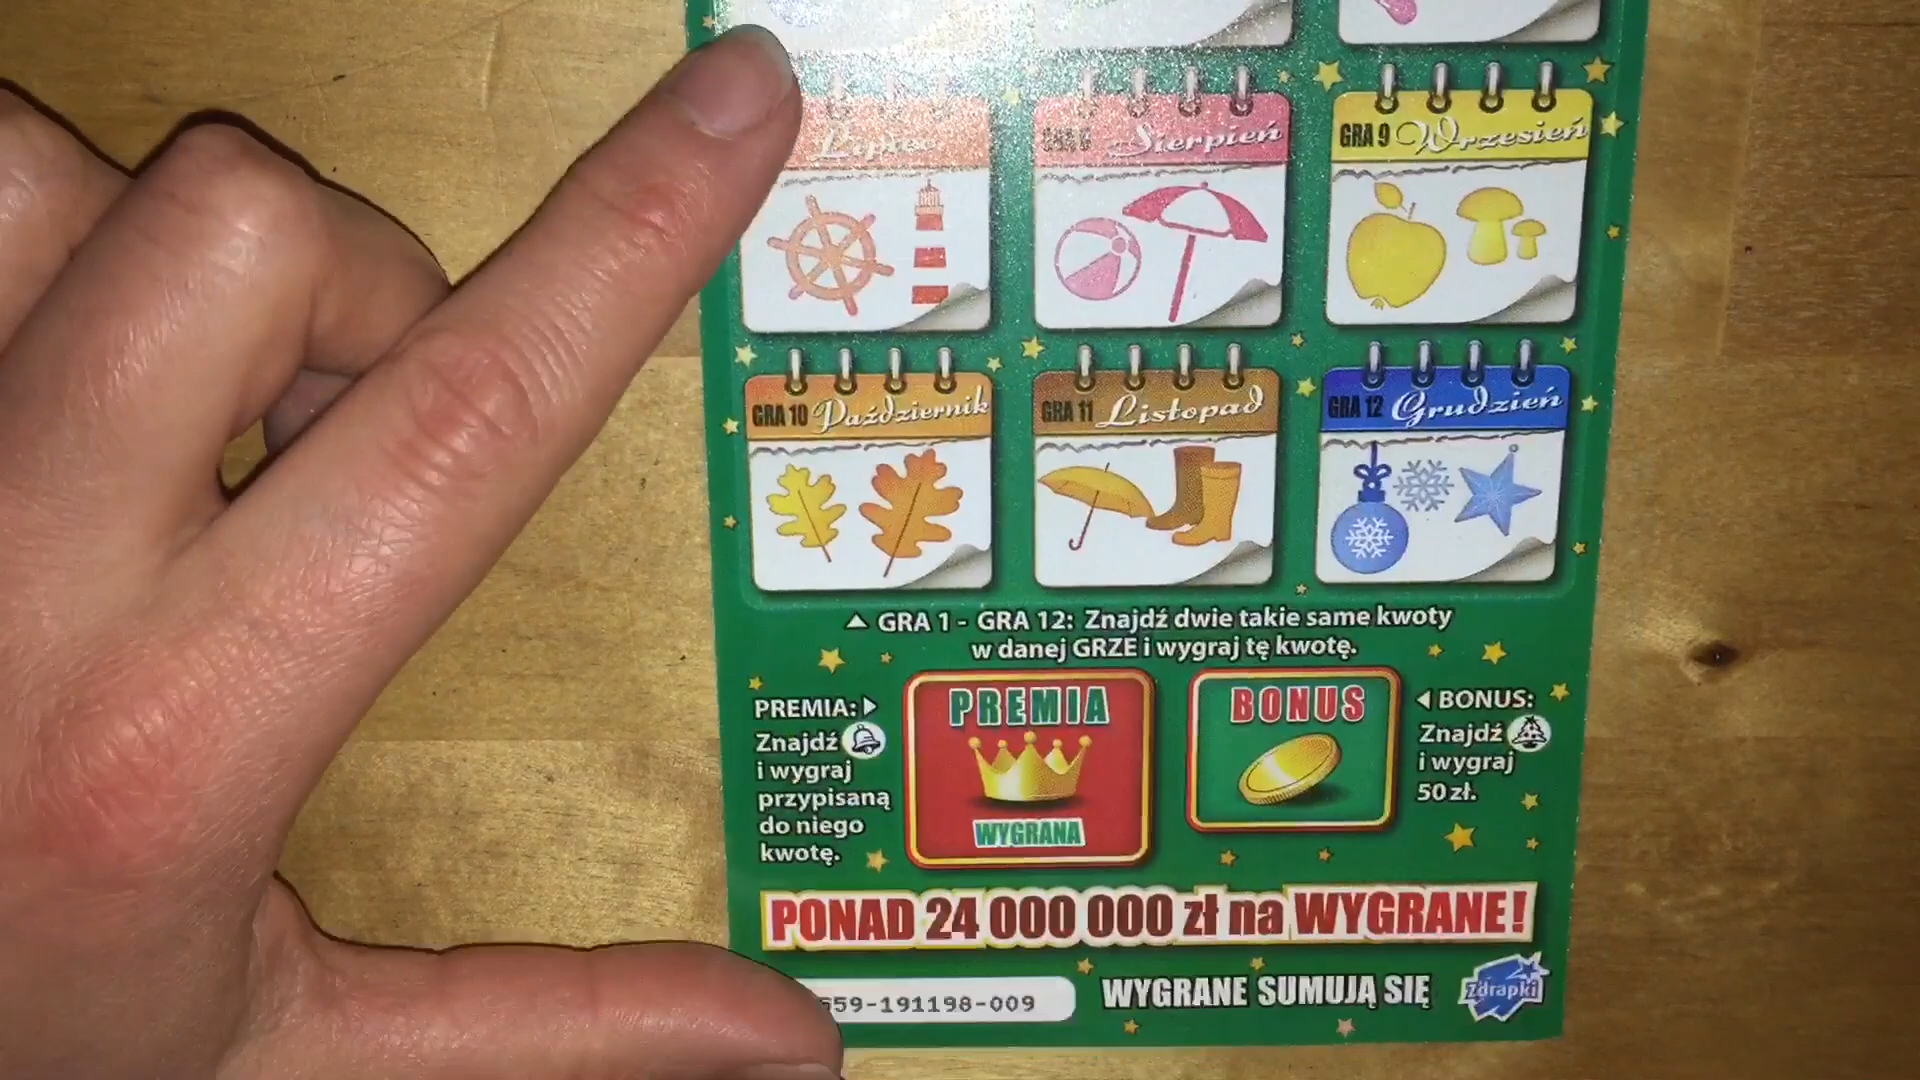 Lipiec
Sierpień
GRA 9 Wrzesień
GRA 10 Październik
GRA 11 Listopad
GRA 12 Grudzień
GRA 1 - GRA 12: Znajdź dwie takie same kwoty
w danej GRZE i wygraj tę kwotę.
PREMIA:
Znajdź
i wygraj
przypisaną
do niego
kwotę.
PREMIA
WYGRANA
BONUS
BONUS:
Znajdź
i wygraj
50 zł.
PONAD 24 000 000 zł na WYGRANE!
559-191198-009
WYGRANE SUMUJĄ SIĘ
Zdrapki